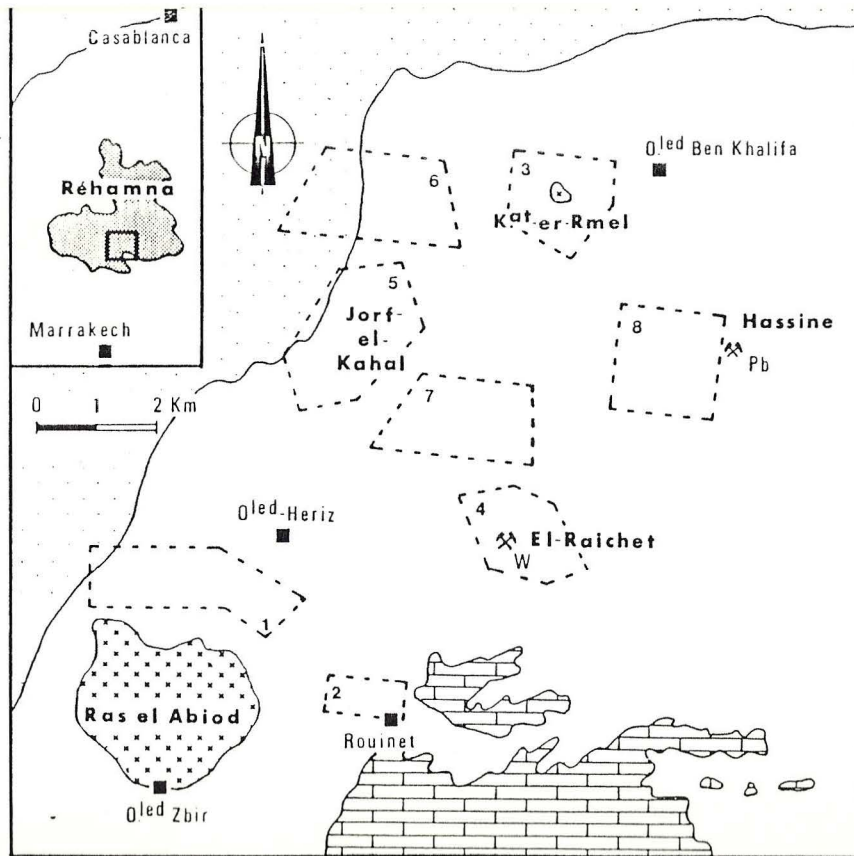 Casablanca
Réhamna
Marrakech
0 1 2 Km
N
6
3
Kat-er-Rmel
Oled Ben Khalifa
5
Jorf-
el-
Kahal
8
Hassine
Pb
7
4
El-Raichet
W
Oled-Heriz
1
Ras el Abiod
2
Rouinet
Oled Zbir